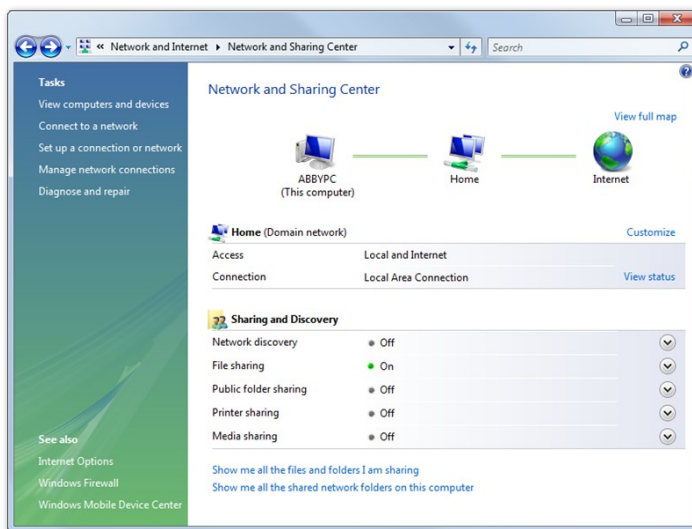 Network and Internet ▸ Network and Sharing Center
Search
Tasks
View computers and devices
Connect to a network
Set up a connection or network
Manage network connections
Diagnose and repair
See also
Internet Options
Windows Firewall
Windows Mobile Device Center
Network and Sharing Center
View full map
ABBYPC
(This computer)
Home
Internet
Home (Domain network)
Customize
Access Local and Internet
Connection Local Area Connection View status
Sharing and Discovery
Network discovery Off
File sharing On
Public folder sharing Off
Printer sharing Off
Media sharing Off
Show me all the files and folders I am sharing
Show me all the shared network folders on this computer